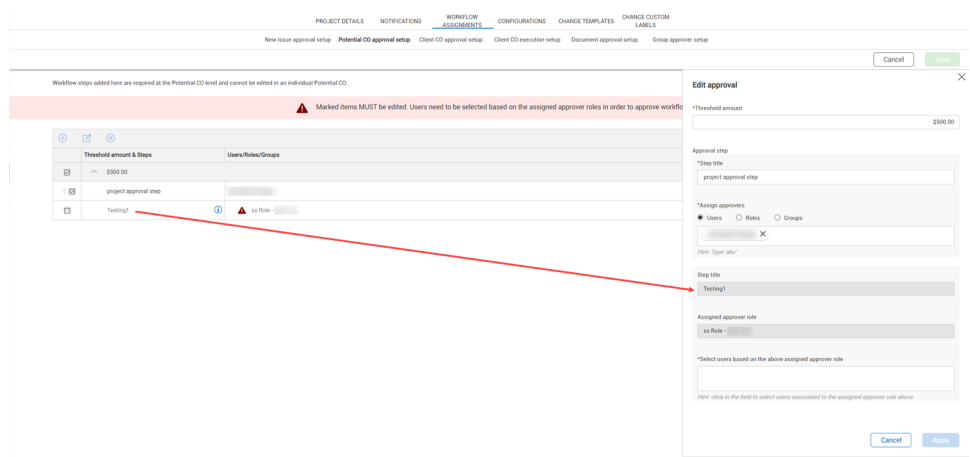 PROJECT DETAILS NOTIFICATIONS WORKFLOW ASSIGNMENTS CONFIGURATIONS CHANGE TEMPLATES CHANGE CUSTOM LABELS
New issue approval setup Potential CO approval setup Client CO approval setup Client CO execution setup Document approval setup Group approver setup
Cancel Save
Workflow steps added here are required at the Potential CO level and cannot be edited in an individual Potential CO.
Marked items MUST be edited. Users need to be selected based on the assigned approver roles in order to approve workflo
Threshold amount & Steps Users/Roles/Groups
$500.00
project approval step
Testing1 ss Role -
Edit approval
*Threshold amount
$500.00
Approval step
*Step title
project approval step
*Assign approvers
Users Roles Groups
Hint: Type 'abc'
Step title
Testing1
Assigned approver role
ss Role -
*Select users based on the above assigned approver role
Hint: click in the field to select users associated to the assigned approver role above
Cancel Apply